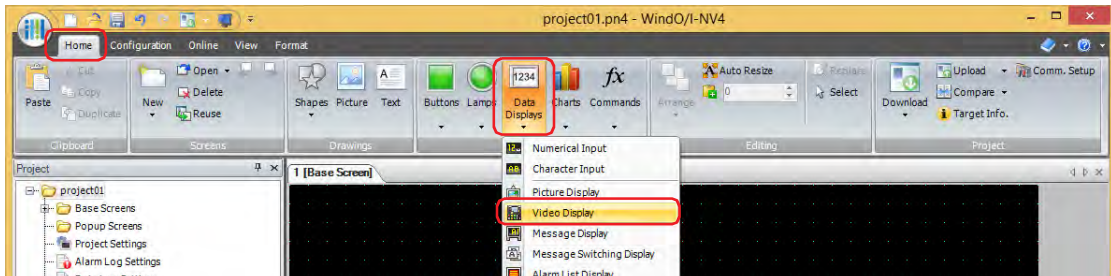 project01.pn4 - WindO/I-NV4
Home Configuration Online View Format
Cut Open Auto Resize Replace Upload Comm. Setup
Copy Delete 0 Select Compare
Paste Duplicate New Reuse Shapes Picture Text Buttons Lamps 1234 Data Displays Charts fx Commands Arrange Download Target Info.
Clipboard Screens Drawings Editing Project
Project 1 [Base Screen]
project01
Base Screens
Popup Screens
Project Settings
Alarm Log Settings
Numerical Input
Character Input
Picture Display
Video Display
Message Display
Message Switching Display
Alarm List Display